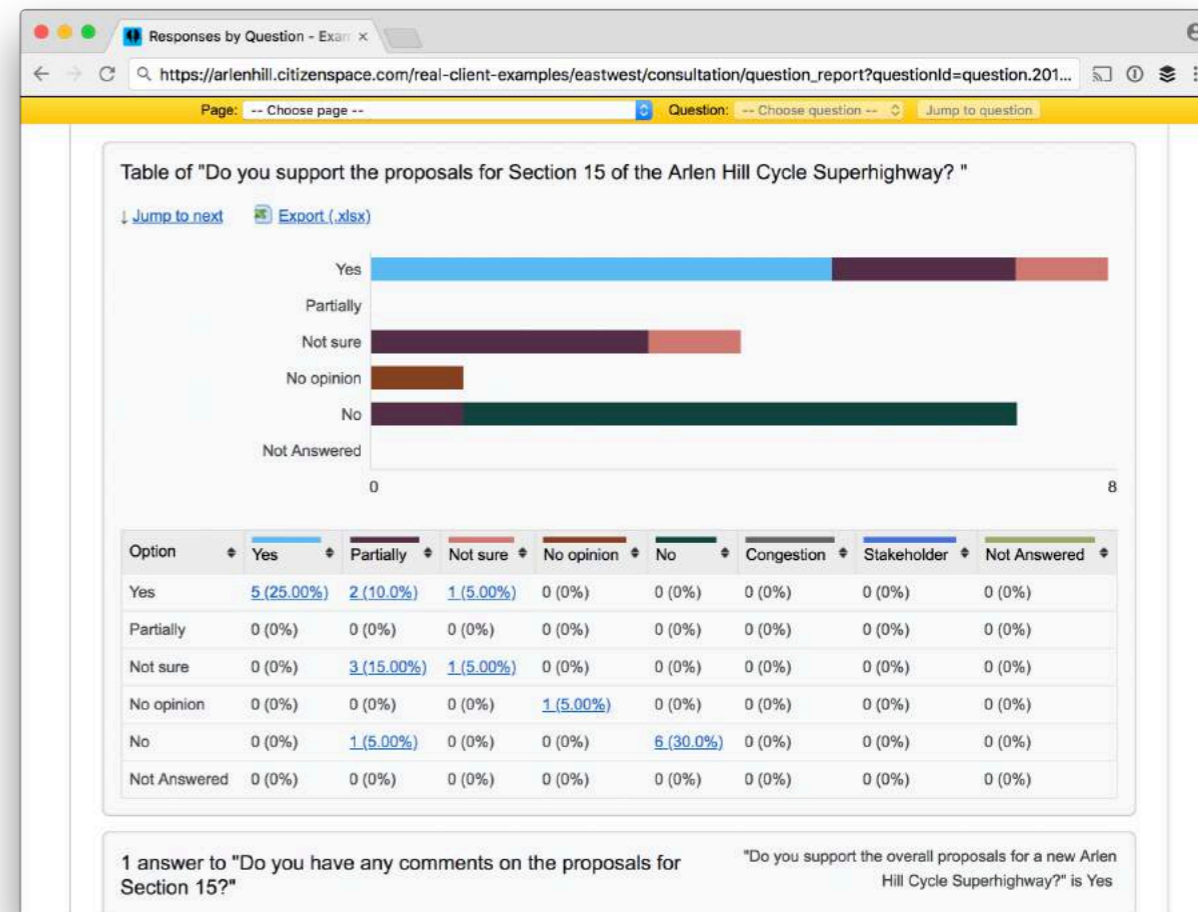 Responses by Question - Exam
https://arlenhill.citizenspace.com/real-client-examples/eastwest/consultation/question_report?questionId=question.201...
Page: -- Choose page -- Question: -- Choose question -- Jump to question
Table of "Do you support the proposals for Section 15 of the Arlen Hill Cycle Superhighway? "
↓ Jump to next Export (.xlsx)
Yes
Partially
Not sure
No opinion
No
Not Answered
0 8
Option Yes Partially Not sure No opinion No Congestion Stakeholder Not Answered
Yes 5 (25.00%) 2 (10.0%) 1 (5.00%) 0 (0%) 0 (0%) 0 (0%) 0 (0%) 0 (0%)
Partially 0 (0%) 0 (0%) 0 (0%) 0 (0%) 0 (0%) 0 (0%) 0 (0%) 0 (0%)
Not sure 0 (0%) 3 (15.00%) 1 (5.00%) 0 (0%) 0 (0%) 0 (0%) 0 (0%) 0 (0%)
No opinion 0 (0%) 0 (0%) 0 (0%) 1 (5.00%) 0 (0%) 0 (0%) 0 (0%) 0 (0%)
No 0 (0%) 1 (5.00%) 0 (0%) 0 (0%) 6 (30.0%) 0 (0%) 0 (0%) 0 (0%)
Not Answered 0 (0%) 0 (0%) 0 (0%) 0 (0%) 0 (0%) 0 (0%) 0 (0%) 0 (0%)
1 answer to "Do you have any comments on the proposals for
Section 15?"
"Do you support the overall proposals for a new Arlen
Hill Cycle Superhighway?" is Yes